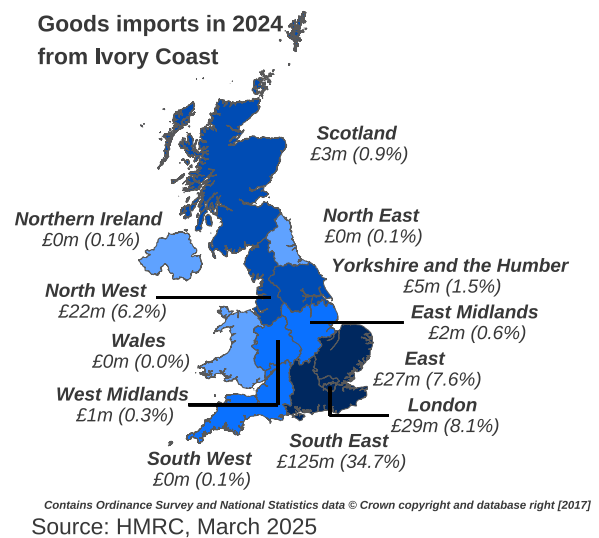 Goods imports in 2024
from Ivory Coast
Scotland
£3m (0.9%)
Northern Ireland
£0m (0.1%)
North East
£0m (0.1%)
Yorkshire and the Humber
£5m (1.5%)
North West
£22m (6.2%)
East Midlands
£2m (0.6%)
Wales
£0m (0.0%)
East
£27m (7.6%)
West Midlands
£1m (0.3%)
London
£29m (8.1%)
South East
£125m (34.7%)
South West
£0m (0.1%)
Contains Ordinance Survey and National Statistics data © Crown copyright and database right [2017]
Source: HMRC, March 2025